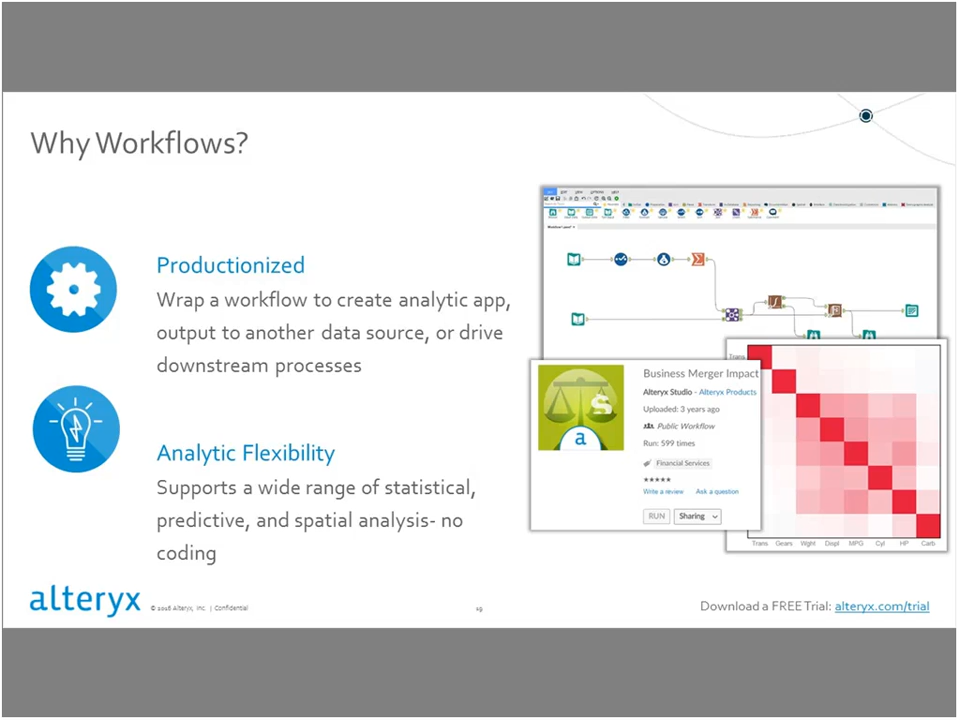 Why Workflows?
Productionized
Wrap a workflow to create analytic app,
output to another data source, or drive
downstream processes
Analytic Flexibility
Supports a wide range of statistical,
predictive, and spatial analysis- no
coding
Business Merger Impact
Alteryx Studio - Alteryx Products
Uploaded: 3 years ago
Public Workflow
Run: 599 times
Financial Services
★★★★★
Write a review Ask a question
RUN Sharing
a
S
Trans
Trans Gears Wght Displ MPG Cyl HP Carb
alteryx
© 2016 Alteryx, Inc. | Confidential
19
Download a FREE Trial: alteryx.com/trial